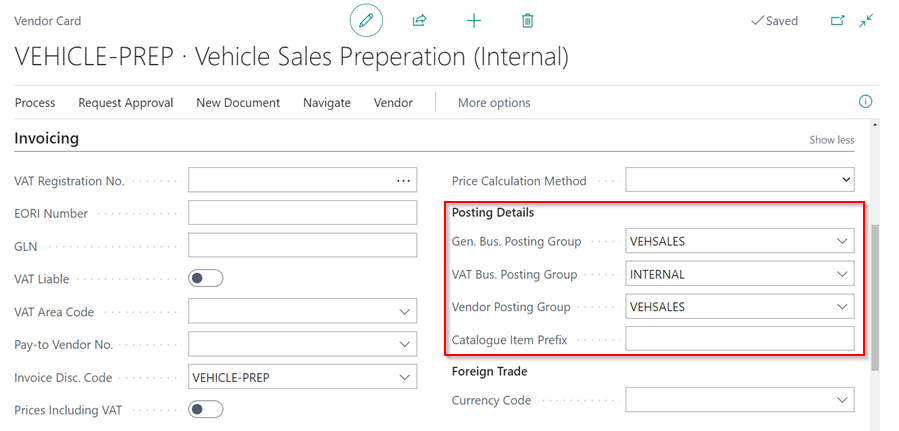 Vendor Card
Saved
VEHICLE-PREP · Vehicle Sales Preperation (Internal)
Process Request Approval New Document Navigate Vendor More options
Invoicing
Show less
VAT Registration No.
EORI Number
GLN
VAT Liable
VAT Area Code
Pay-to Vendor No.
Invoice Disc. Code VEHICLE-PREP
Prices Including VAT
Price Calculation Method
Posting Details
Gen. Bus. Posting Group VEHSALES
VAT Bus. Posting Group INTERNAL
Vendor Posting Group VEHSALES
Catalogue Item Prefix
Foreign Trade
Currency Code